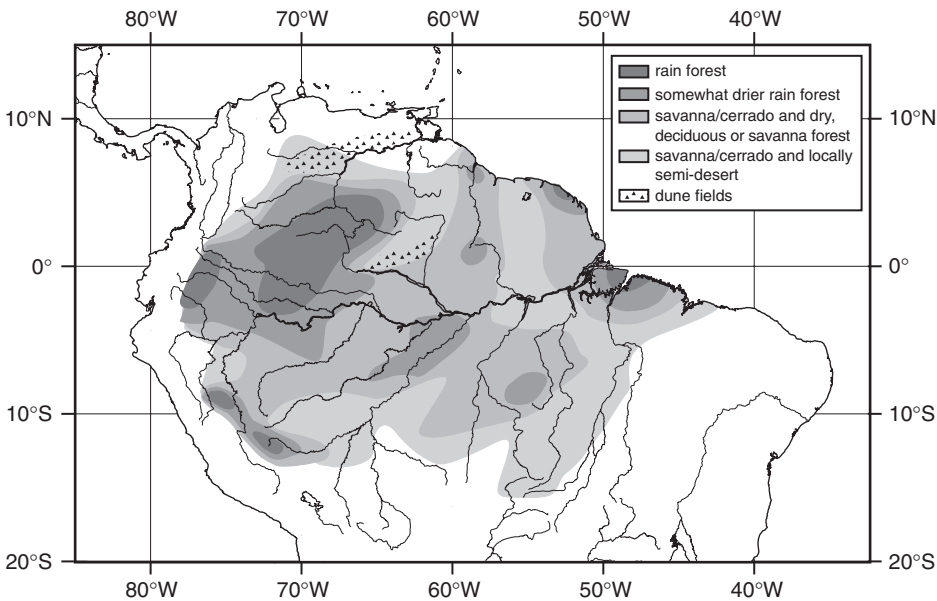 80°W 70°W 60°W 50°W 40°W
rain forest
somewhat drier rain forest
savanna/cerrado and dry,
deciduous or savanna forest
savanna/cerrado and locally
semi-desert
dune fields
10°N 10°N
0° 0°
10°S 10°S
20°S 20°S
80°W 70°W 60°W 50°W 40°W